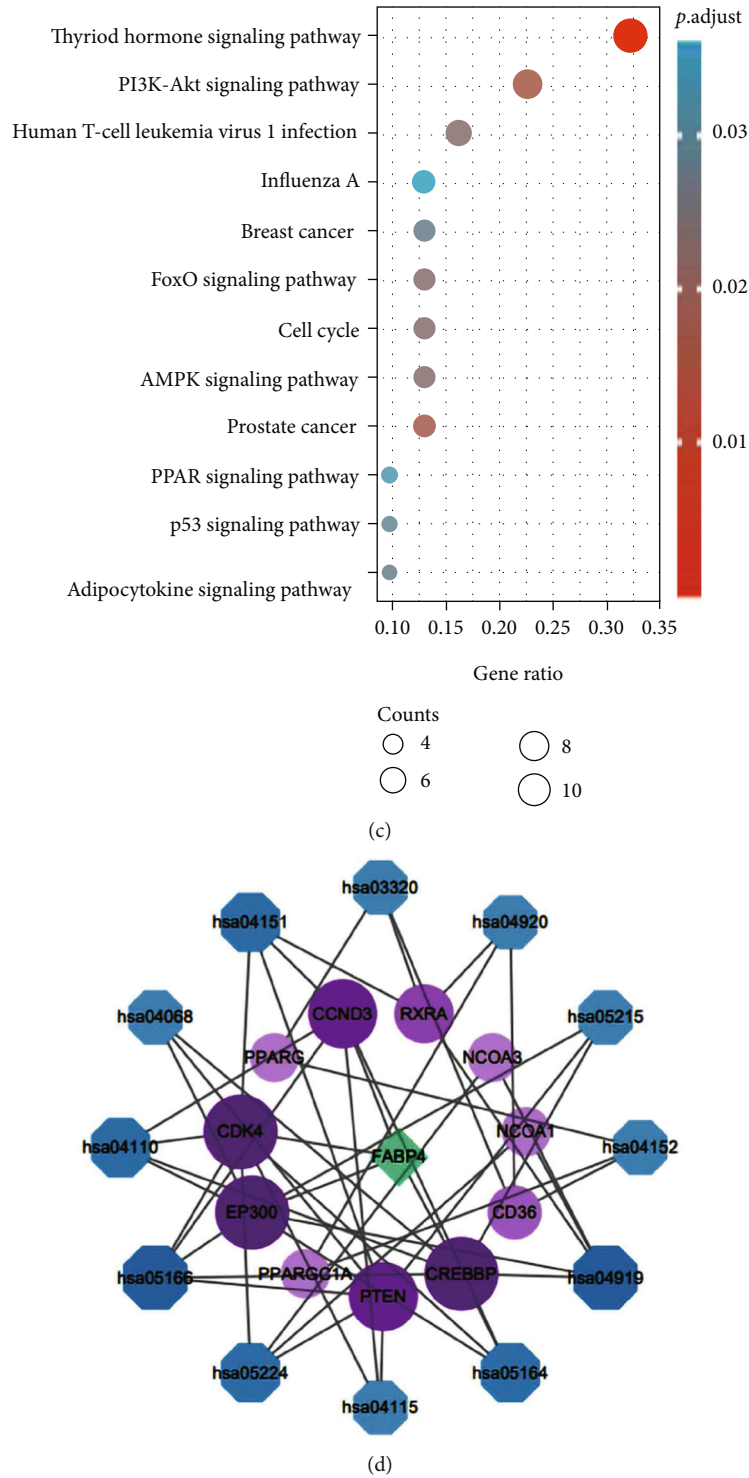 Thyriod hormone signaling pathway
PI3K-Akt signaling pathway
Human T-cell leukemia virus 1 infection
Influenza A
Breast cancer
FoxO signaling pathway
Cell cycle
AMPK signaling pathway
Prostate cancer
PPAR signaling pathway
p53 signaling pathway
Adipocytokine signaling pathway
0.10 0.15 0.20 0.25 0.30 0.35
Gene ratio
p.adjust
0.03
0.02
0.01
Counts
4 8
6 10
(c)
hsa03320
hsa04151 hsa04920
hsa04068 CCND3 RXRA hsa05215
PPARG NCOA3
hsa04110 CDK4 NCOA1 hsa04152
FABP4
EP300 CD36
hsa05166 PPARGC1A CREBBP hsa04919
PTEN
hsa05224 hsa05164
hsa04115
(d)